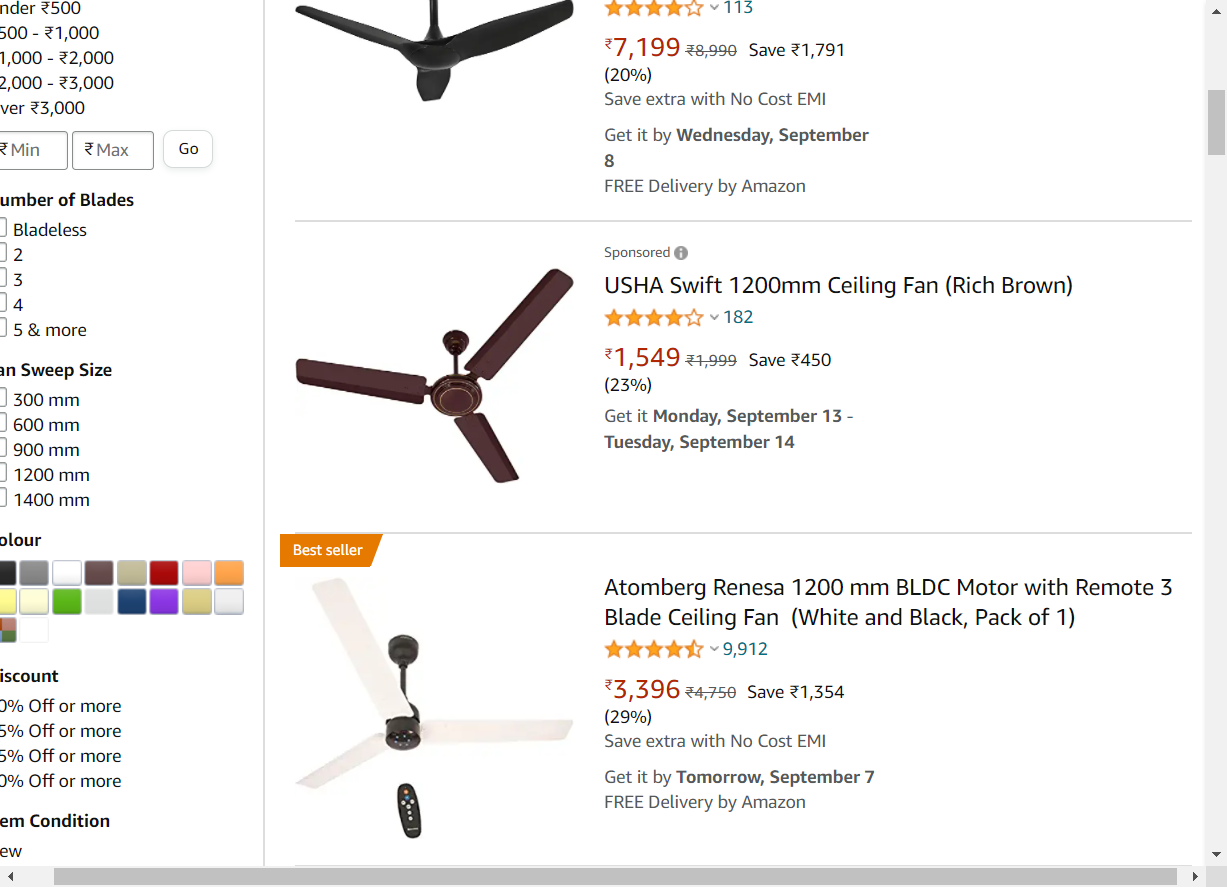 nder ₹500
500 - ₹1,000
1,000 - ₹2,000
2,000 - ₹3,000
ver ₹3,000
₹ Min
₹ Max
Go
umber of Blades
Bladeless
2
3
4
5 & more
an Sweep Size
300 mm
600 mm
900 mm
1200 mm
1400 mm
olour
iscount
0% Off or more
5% Off or more
5% Off or more
0% Off or more
em Condition
ew
113
₹7,199 ₹8,990 Save ₹1,791
(20%)
Save extra with No Cost EMI
Get it by Wednesday, September
8
FREE Delivery by Amazon
Sponsored
USHA Swift 1200mm Ceiling Fan (Rich Brown)
182
₹1,549 ₹1,999 Save ₹450
(23%)
Get it Monday, September 13 -
Tuesday, September 14
Best seller
Atomberg Renesa 1200 mm BLDC Motor with Remote 3
Blade Ceiling Fan (White and Black, Pack of 1)
9,912
₹3,396 ₹4,750 Save ₹1,354
(29%)
Save extra with No Cost EMI
Get it by Tomorrow, September 7
FREE Delivery by Amazon